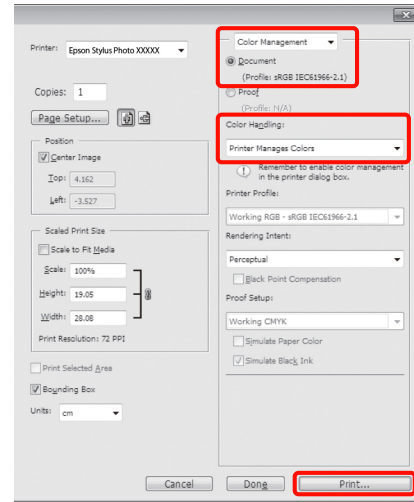 Printer: Epson Stylus Photo XXXXX
Copies: 1
Page Setup...
Position
Center Image
Top: 4.162
Left: -3.527
Scaled Print Size
Scale to Fit Media
Scale: 100%
Height: 19.05
Width: 28.08
Print Resolution: 72 PPI
Print Selected Area
Bounding Box
Units: cm
Color Management
Document
(Profile: sRGB IEC61966-2.1)
Proof
(Profile: N/A)
Color Handling:
Printer Manages Colors
Remember to enable color management
in the printer dialog box.
Printer Profile:
Working RGB - sRGB IEC61966-2.1
Rendering Intent:
Perceptual
Black Point Compensation
Proof Setup:
Working CMYK
Simulate Paper Color
Simulate Black Ink
Cancel
Done
Print...